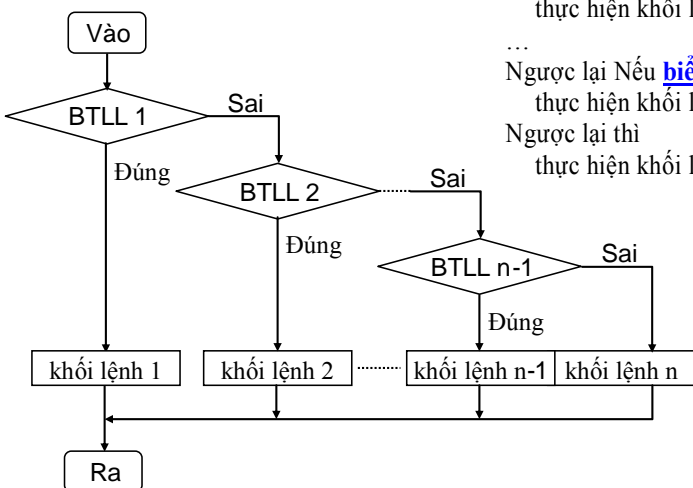 thực hiện khối
…
Ngược lại Nếu
thực hiện khối
Ngược lại thì
thực hiện khối
Vào
BTLL 1
Sai
Đúng
BTLL 2
Sai
Đúng
BTLL n-1
Sai
Đúng
khối lệnh 1
khối lệnh 2
khối lệnh n-1
khối lệnh n
Ra